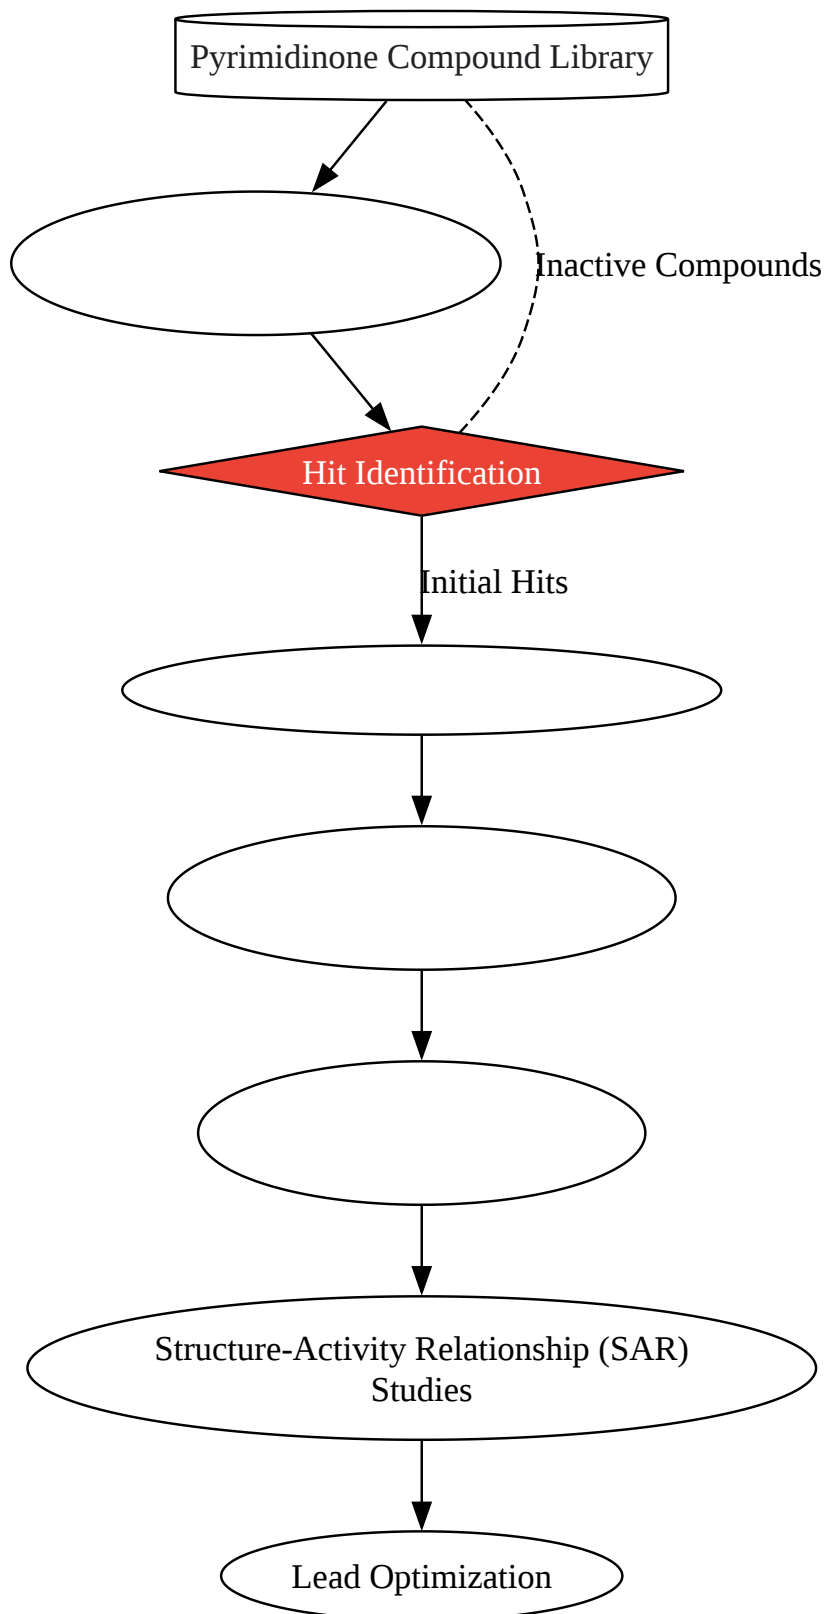 Pyrimidinone Compound Library
Inactive Compounds
Hit Identification
Initial Hits
Structure-Activity Relationship (SAR)
Studies
Lead Optimization